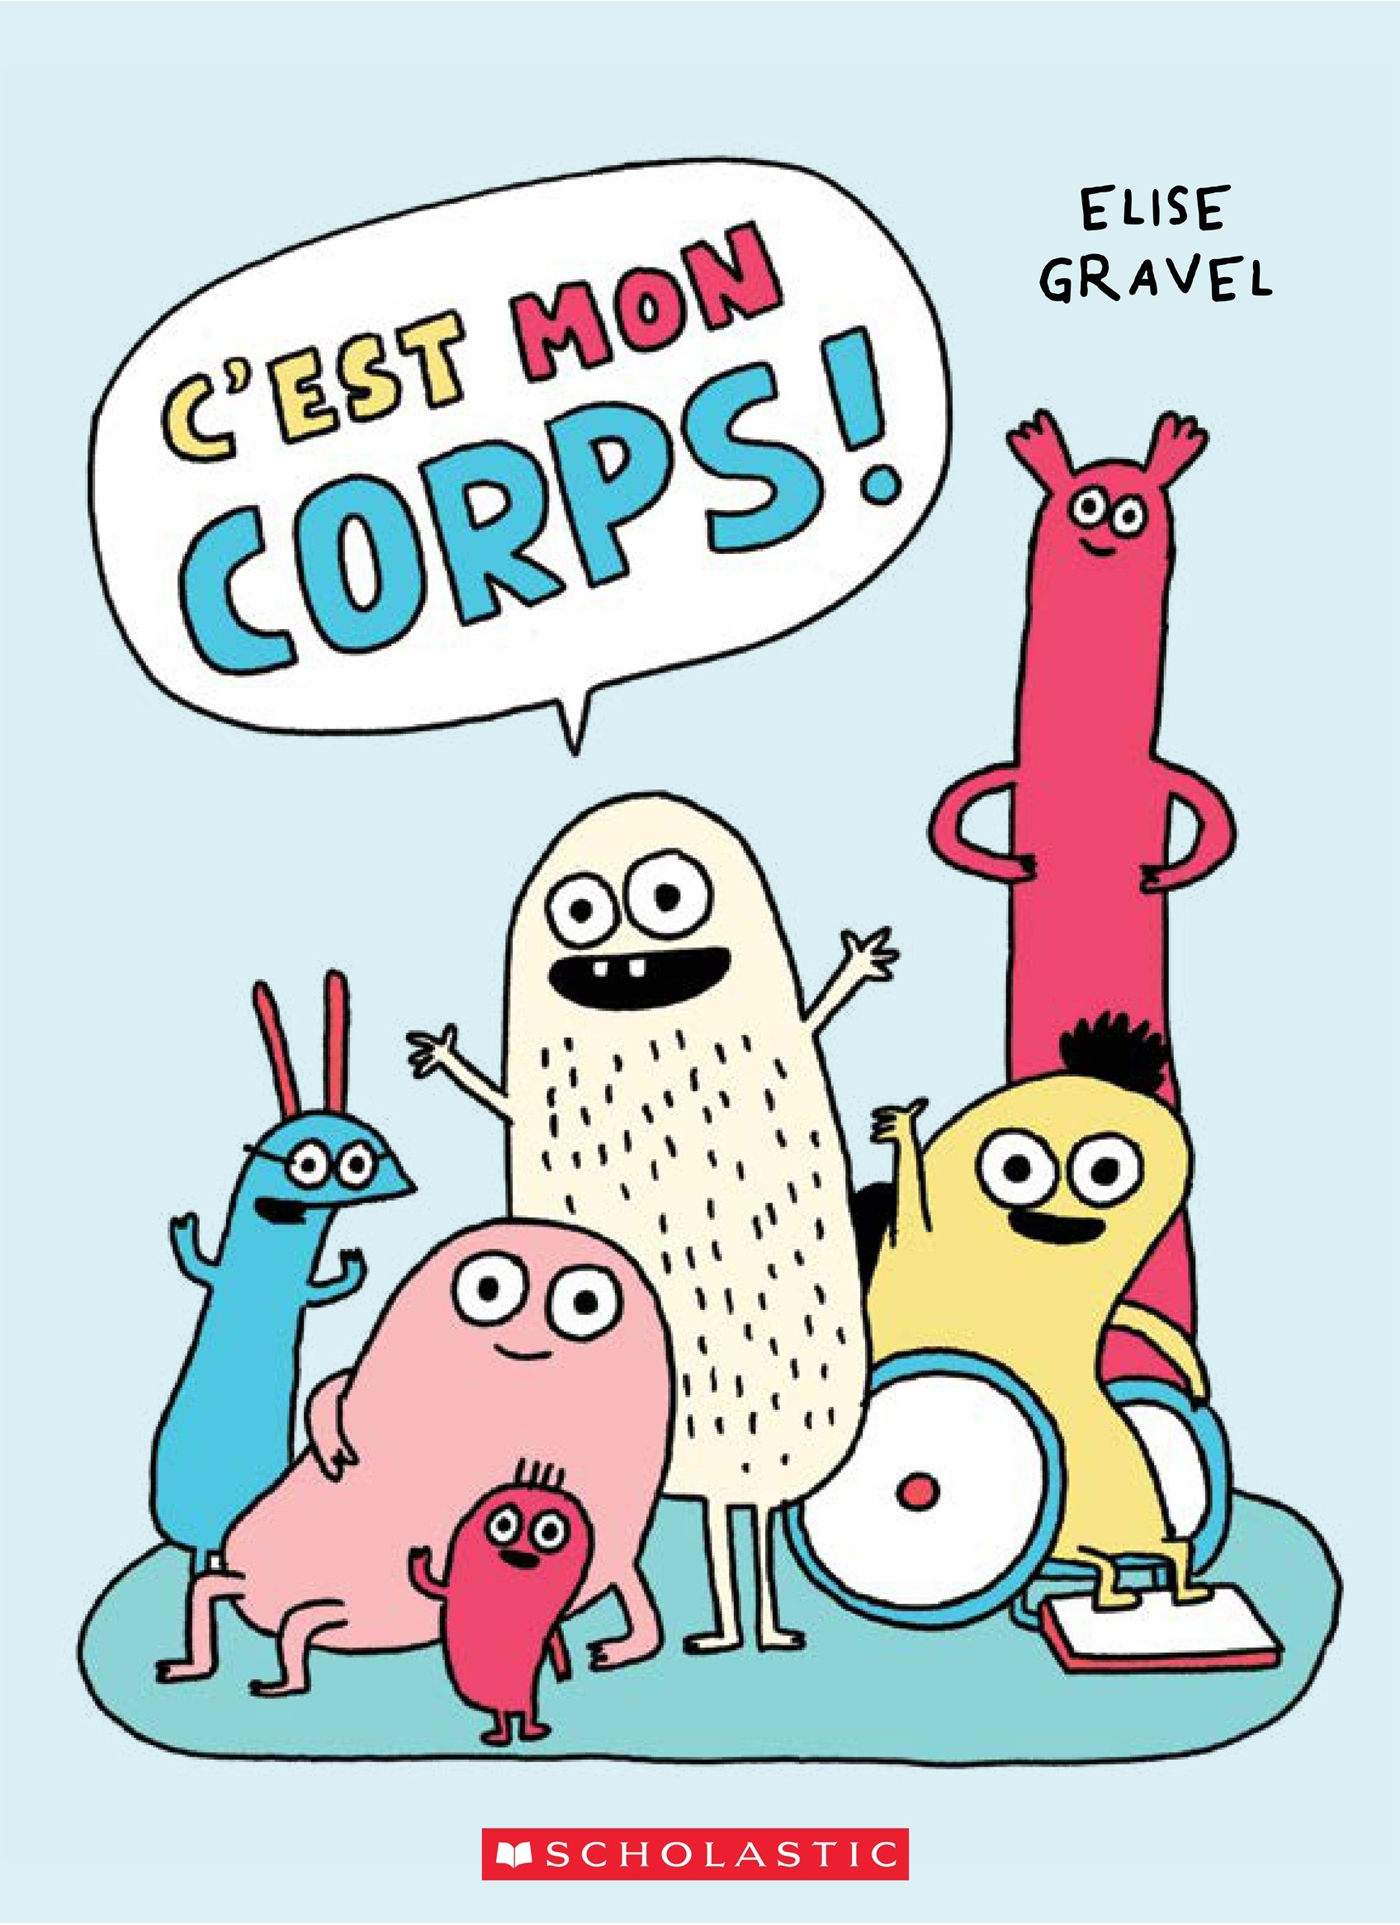 C'EST MON
CORPS!
ELISE
GRAVEL
SCHOLASTIC